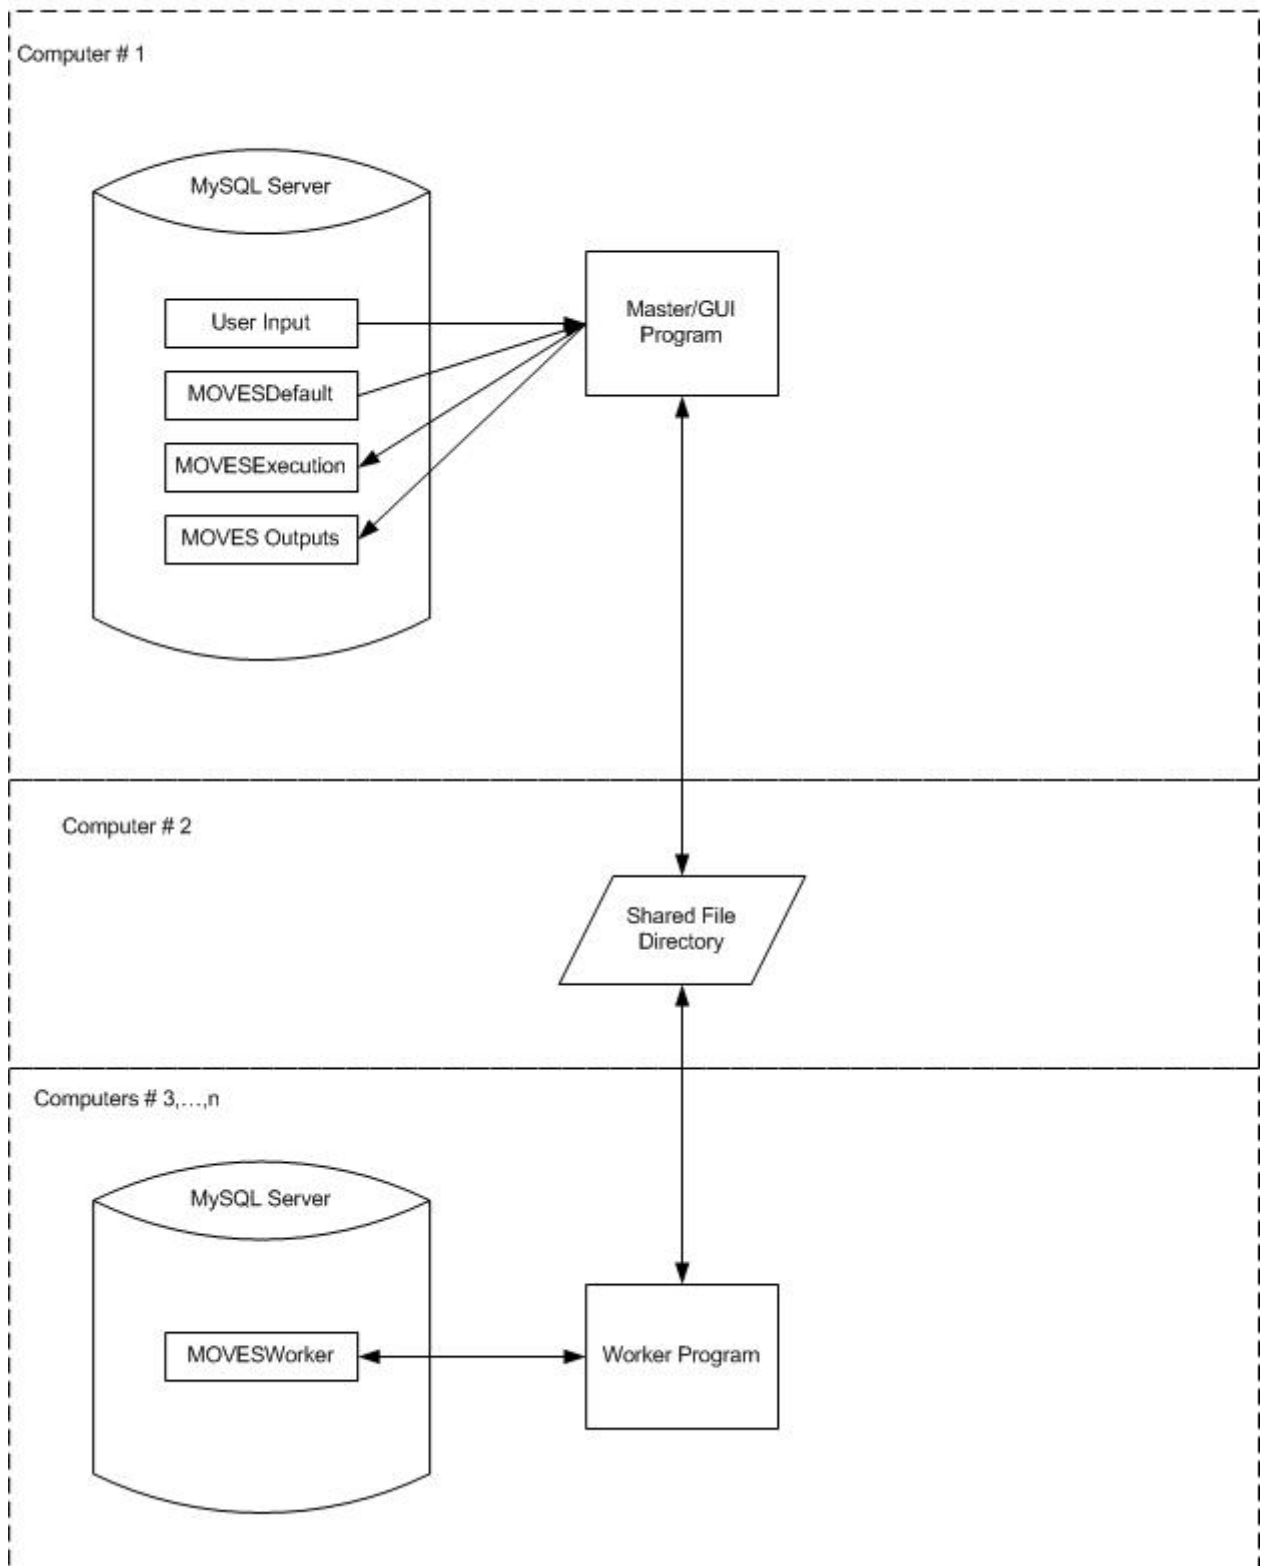 Computer # 1
MySQL Server
User Input
MOVESDefault
MOVESExecution
MOVES Outputs
Master/GUI
Program
Computer # 2
Shared File
Directory
Computers # 3,...,n
MySQL Server
MOVESWorker
Worker Program